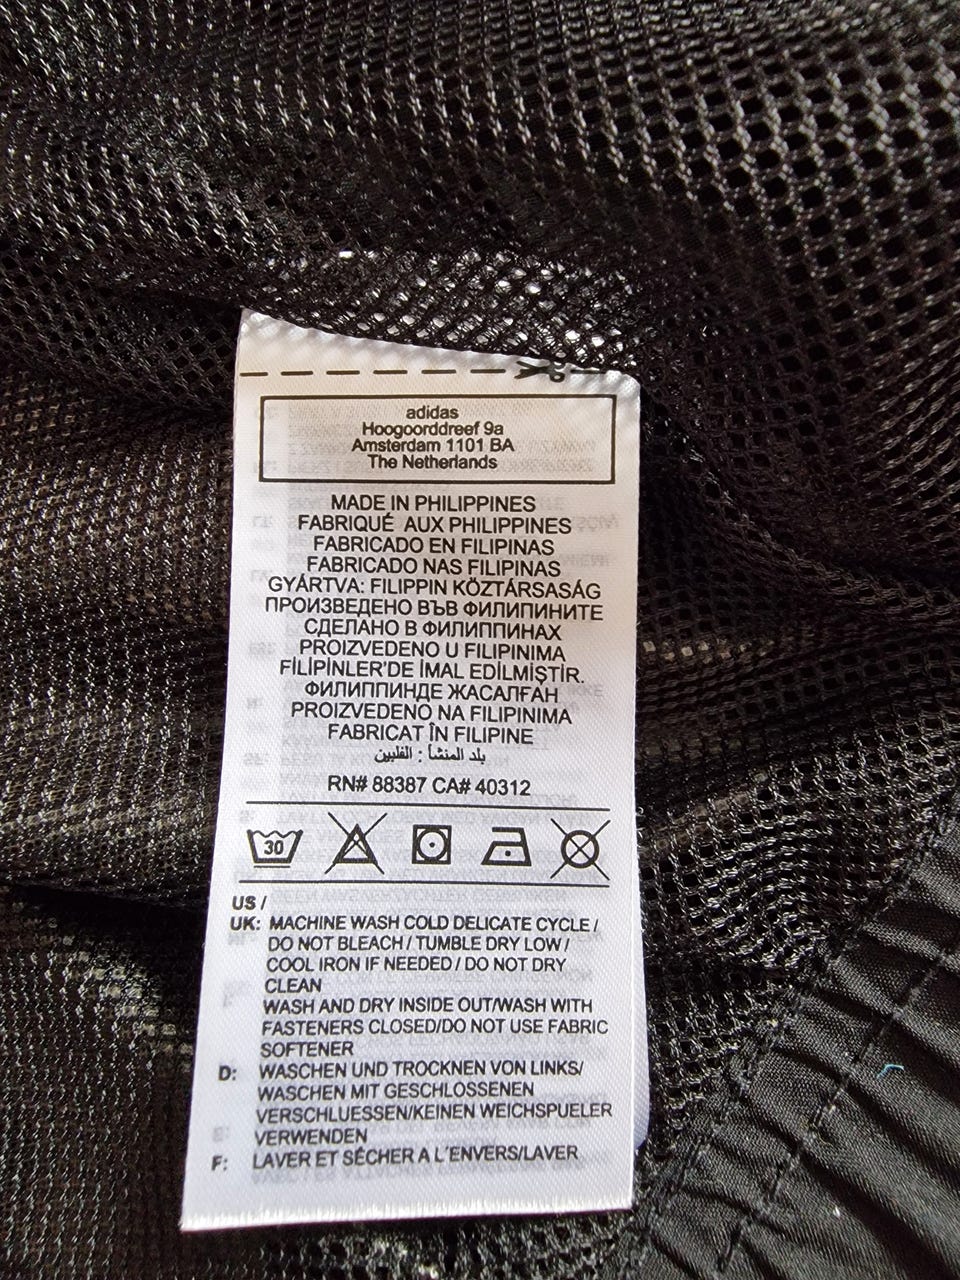 adidas
Hoogoorddreef 9a
Amsterdam 1101 BA
The Netherlands
MADE IN PHILIPPINES
FABRIQUÉ AUX PHILIPPINES
FABRICADO EN FILIPINAS
FABRICADO NAS FILIPINAS
GYÁRTVA: FILIPPIN KÖZTÁRSASÁG
ПРОИЗВЕДЕНО ВЪВ ФИЛИПИНИТЕ
СДЕЛАНО В ФИЛИППИНАХ
PROIZVEDENO U FILIPINIMA
FİLİPİNLER'DE İMAL EDİLMİŞTİR.
ФИЛИППИНДЕ ЖАСАЛҒАН
PROIZVEDENO NA FILIPINIMA
FABRICAT ÎN FILIPINE
بلد المنشأ : الفلبين
RN# 88387 CA# 40312
30
US /
UK: MACHINE WASH COLD DELICATE CYCLE /
DO NOT BLEACH / TUMBLE DRY LOW /
COOL IRON IF NEEDED / DO NOT DRY
CLEAN
WASH AND DRY INSIDE OUT/WASH WITH
FASTENERS CLOSED/DO NOT USE FABRIC
SOFTENER
D: WASCHEN UND TROCKNEN VON LINKS/
WASCHEN MIT GESCHLOSSENEN
VERSCHLUESSEN/KEINEN WEICHSPUELER
VERWENDEN
F: LAVER ET SÉCHER A L'ENVERS/LAVER